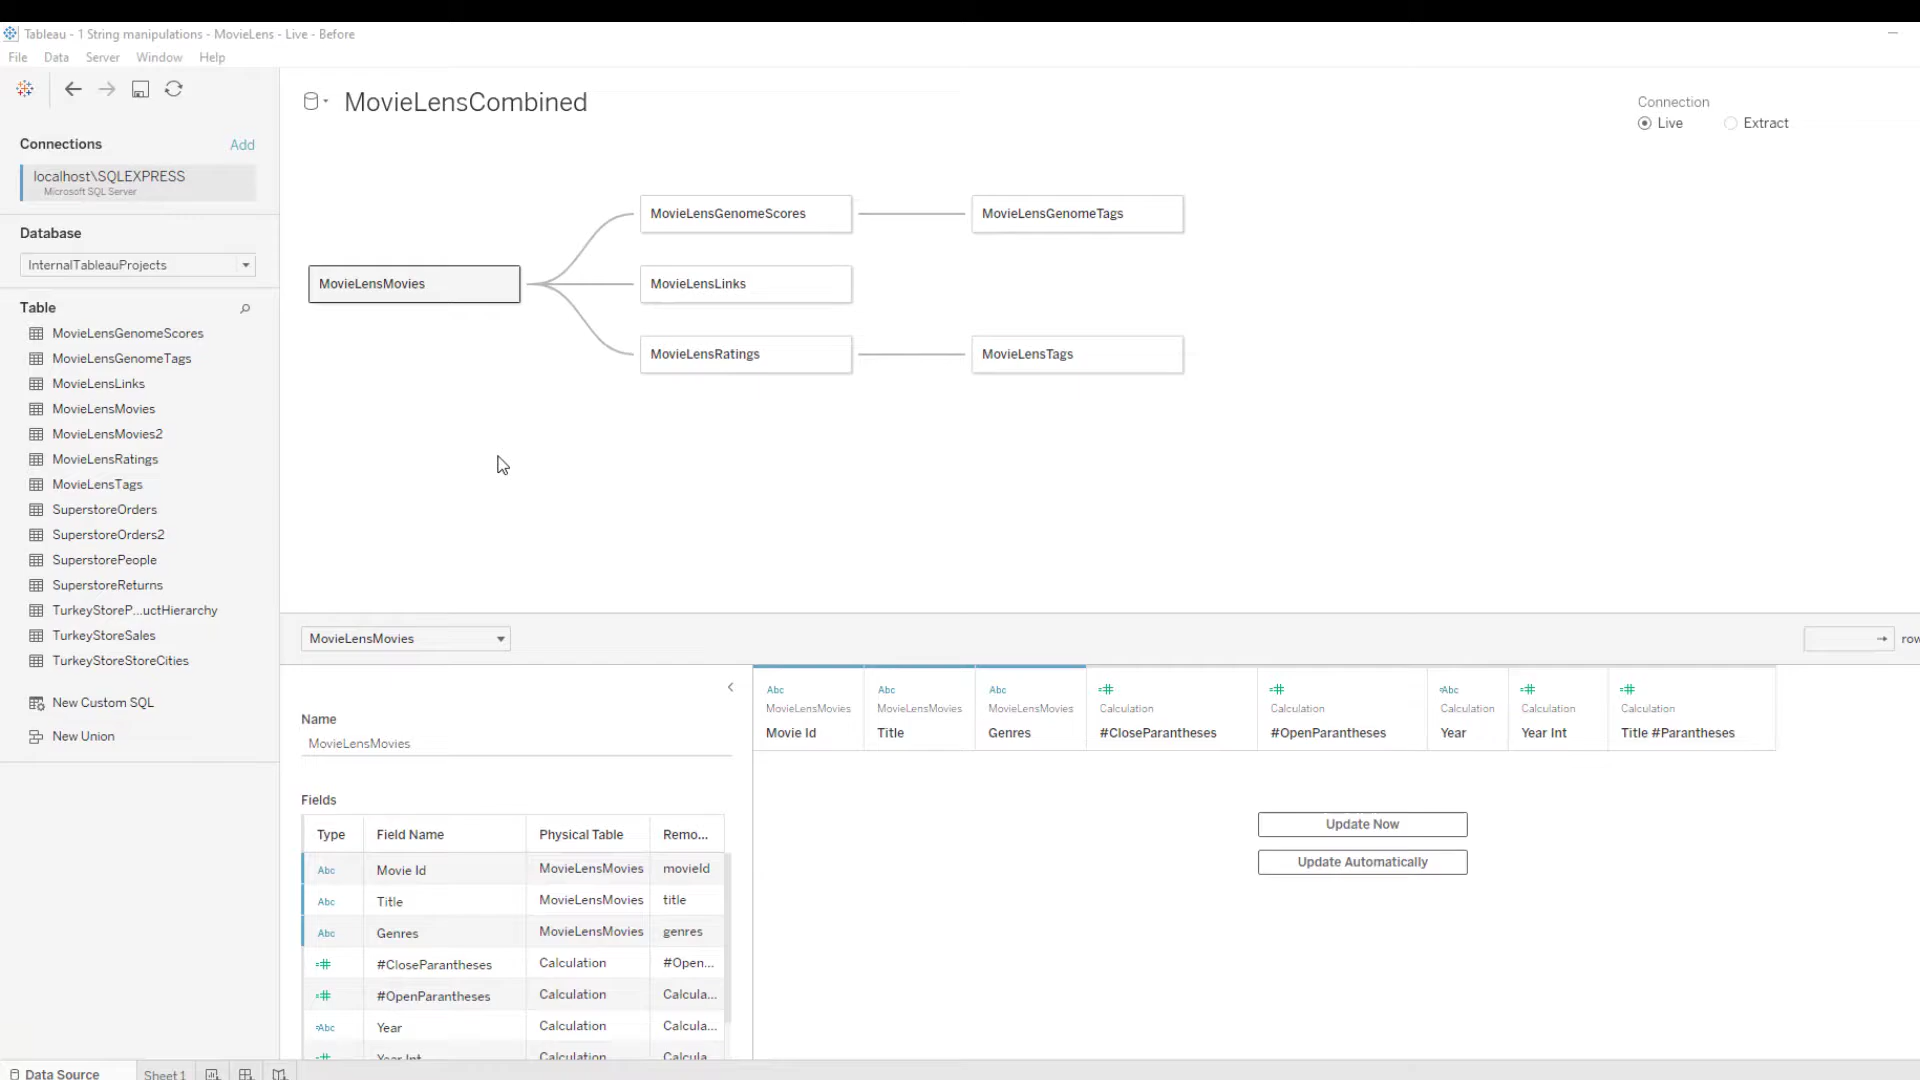 Tableau - 1 String manipulations - MovieLens - Live - Before
File Data Server Window Help
MovieLensCombined
Connection
Live Extract
Connections Add
localhost\SQLEXPRESS
Microsoft SQL Server
Database
InternalTableauProjects
Table
MovieLensGenomeScores
MovieLensGenomeTags
MovieLensLinks
MovieLensMovies
MovieLensMovies2
MovieLensRatings
MovieLensTags
SuperstoreOrders
SuperstoreOrders2
SuperstorePeople
SuperstoreReturns
TurkeyStoreP...uctHierarchy
TurkeyStoreSales
TurkeyStoreStoreCities
New Custom SQL
New Union
MovieLensGenomeScores MovieLensGenomeTags
MovieLensMovies MovieLensLinks
MovieLensRatings MovieLensTags
MovieLensMovies
row
Name
MovieLensMovies
Fields
Type Field Name Physical Table Remo...
Abc Movie Id MovieLensMovies movieId
Abc Title MovieLensMovies title
Abc Genres MovieLensMovies genres
=# #CloseParantheses Calculation #Open...
=# #OpenParantheses Calculation Calcula...
=Abc Year Calculation Calcula...
=# Year Int Calculation Calcula...
Abc Abc Abc =# =# =Abc =# =#
MovieLensMovies MovieLensMovies MovieLensMovies Calculation Calculation Calculation Calculation Calculation
Movie Id Title Genres #CloseParantheses #OpenParantheses Year Year Int Title #Parantheses
Update Now
Update Automatically
Data Source Sheet 1